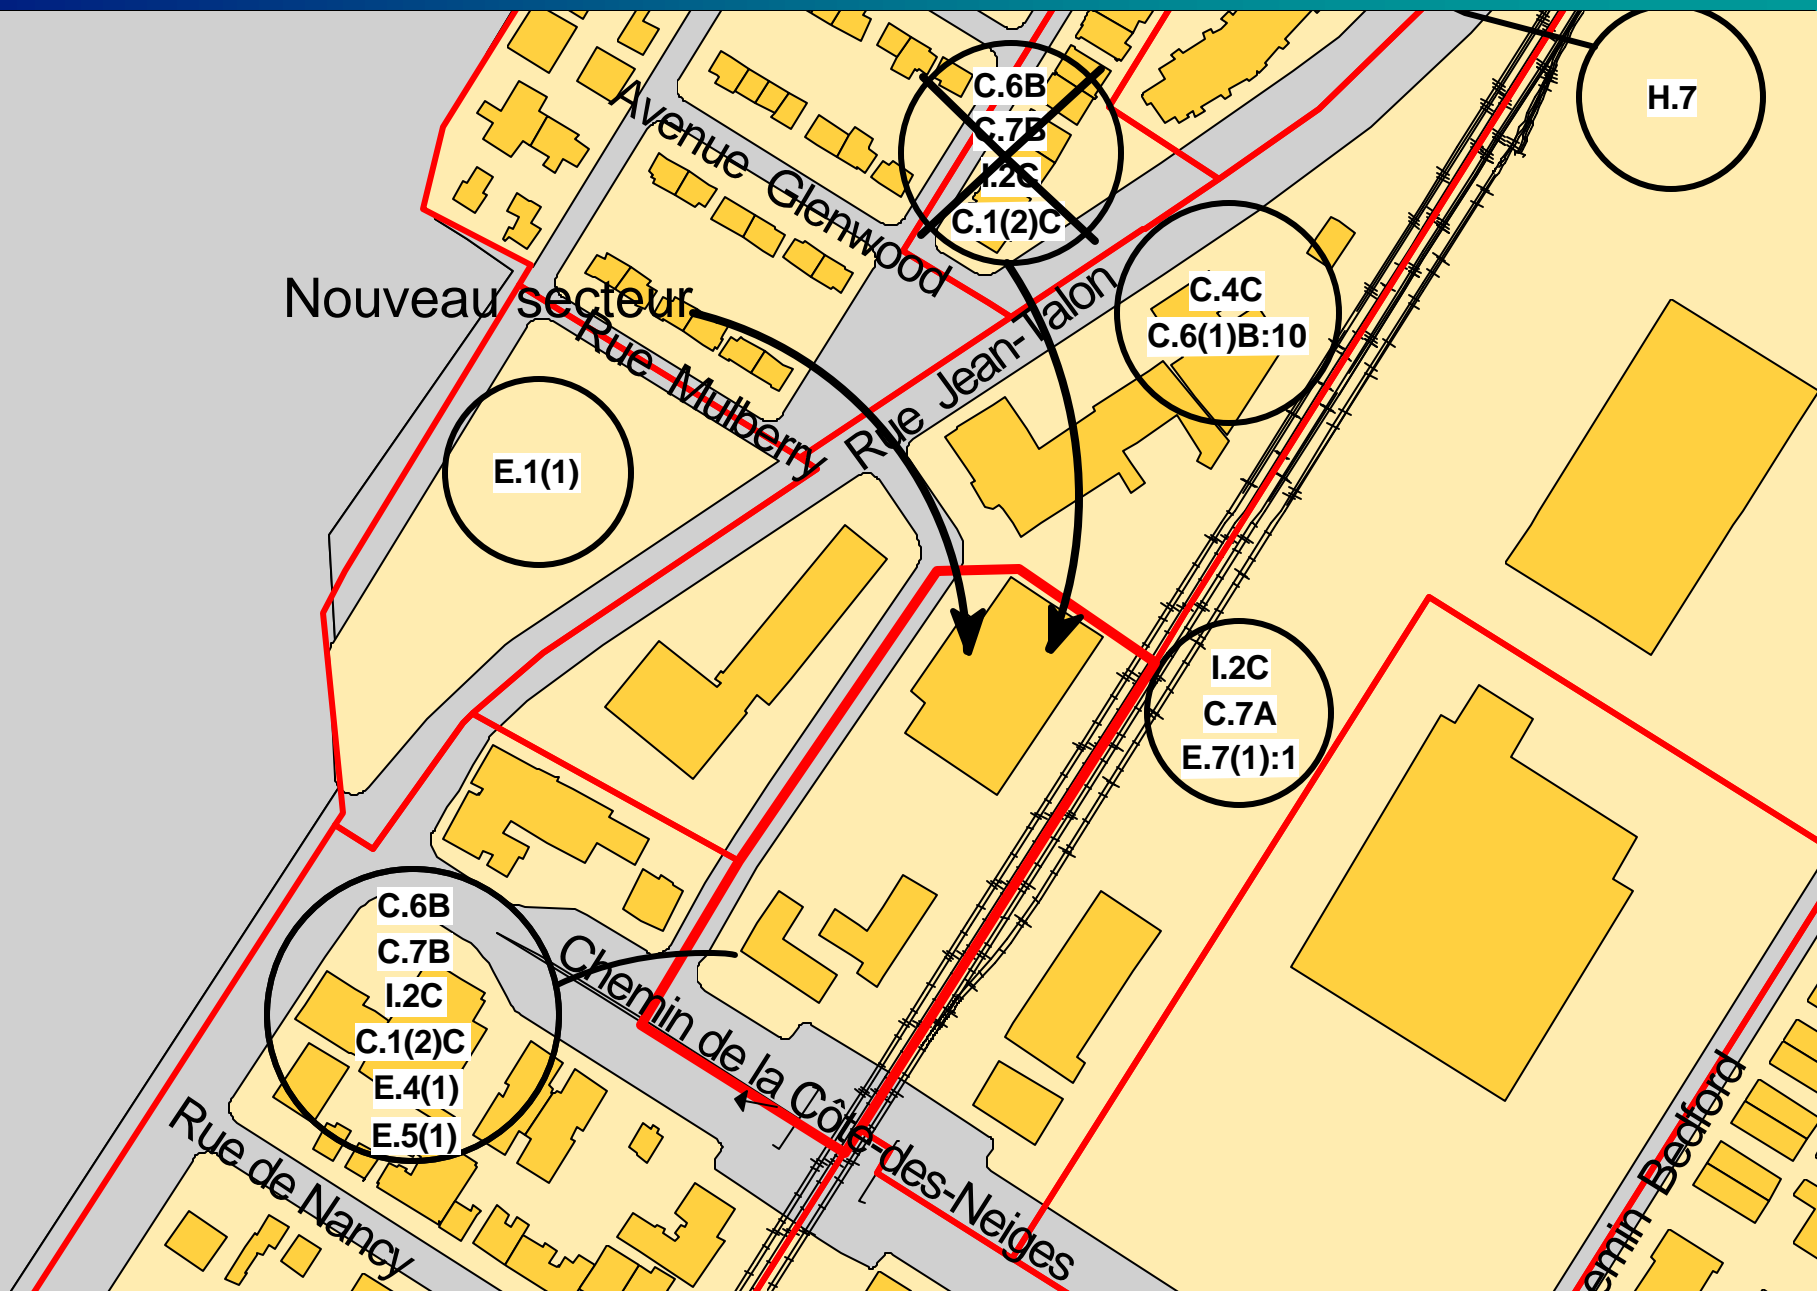 C.6B
C.7B
I.2C
C.1(2)C
H.7
Avenue Glenwood
Nouveau secteur
Rue Mulberry
Rue Jean-Talon
C.4C
C.6(1)B:10
E.1(1)
I.2C
C.7A
E.7(1):1
C.6B
C.7B
I.2C
C.1(2)C
E.4(1)
E.5(1)
Chemin de la Côte-des-Neiges
Rue de Nancy
emin Bedford